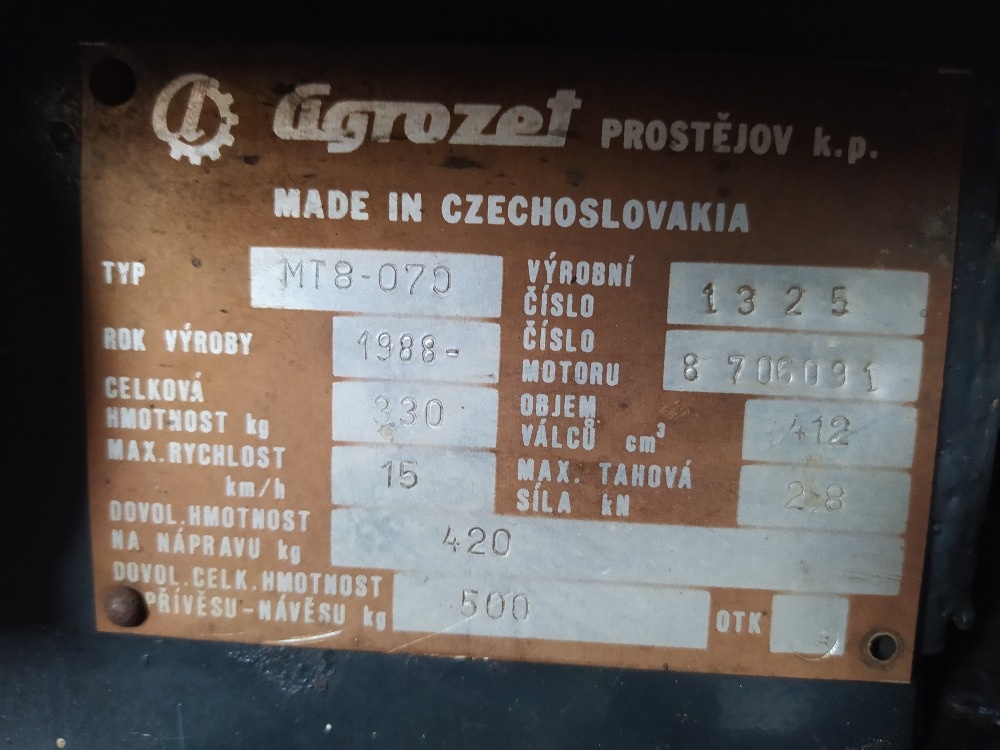 agrozet PROSTĚJOV k.p.
MADE IN CZECHOSLOVAKIA
TYP MT8-070
VÝROBNÍ
ČÍSLO 1325
ROK VÝROBY 1988-
ČÍSLO
MOTORU 8 706091
CELKOVÁ
HMOTNOST kg 330
OBJEM
VÁLCŮ cm³ 412
MAX.RYCHLOST
km/h 15
MAX. TAHOVÁ
SÍLA kN 2.8
DOVOL.HMOTNOST
NA NÁPRAVU kg 420
DOVOL.CELK.HMOTNOST
PŘÍVĚSU-NÁVĚSU kg 500
OTK